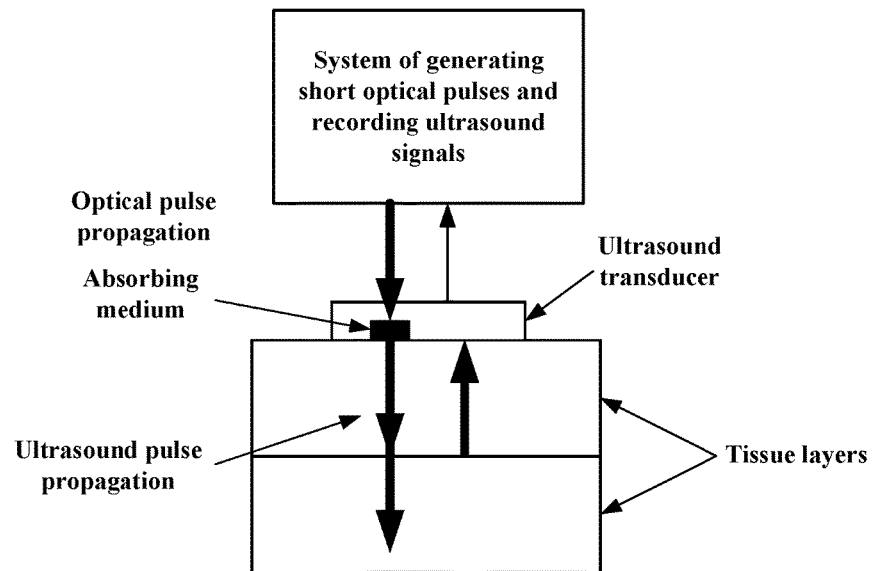 System of generating
short optical pulses and
recording ultrasound
signals
Optical pulse
propagation
Ultrasound
transducer
Absorbing
medium
Ultrasound pulse
propagation
Tissue layers